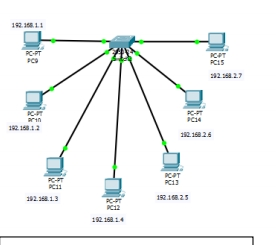 192.168.1.1
PC-PT
PC9
PC-PT
PC15
192.168.2.7
PC-PT
PC10
192.168.1.2
PC-PT
PC14
192.168.2.6
PC-PT
PC11
192.168.1.3
PC-PT
PC12
192.168.1.4
PC-PT
PC13
192.168.2.5